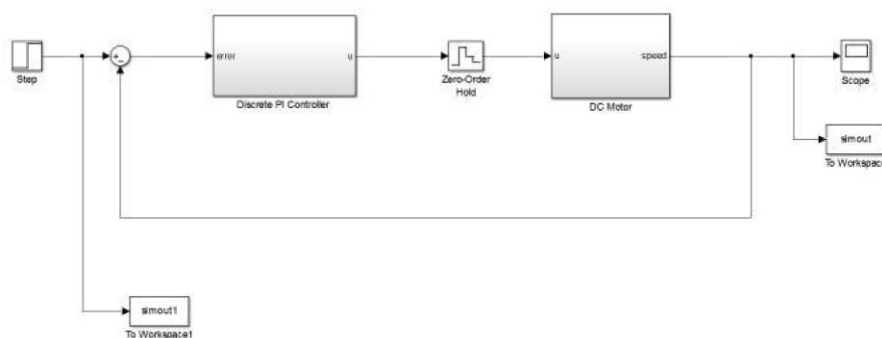 Step
error
u
Discrete PI Controller
Zero-Order
Hold
u
speed
DC Motor
Scope
simout
To Workspace
simout1
To Workspace1